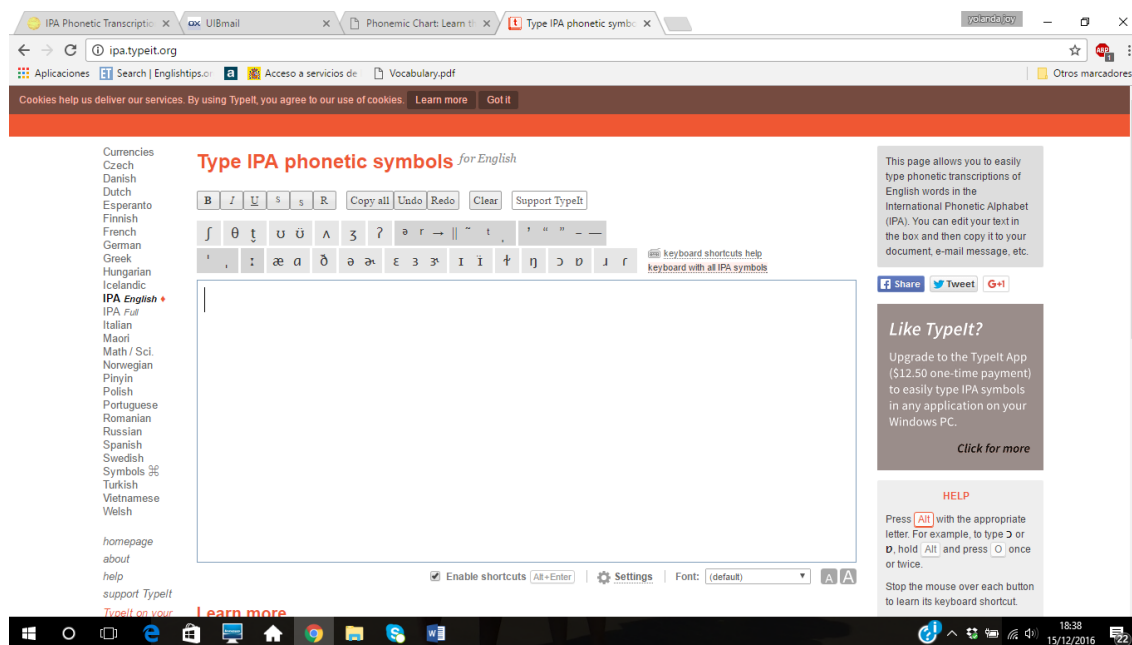 IPA Phonetic Transcriptio
UIBmail
Phonemic Chart: Learn th
Type IPA phonetic symbo
yolanda joy
ipa.typeit.org
ABP
1
Aplicaciones
Search | Englishtips.or
a
Acceso a servicios de
Vocabulary.pdf
Otros marcadores
Cookies help us deliver our services. By using TypeIt, you agree to our use of cookies. Learn more Got it
Currencies
Czech
Danish
Dutch
Esperanto
Finnish
French
German
Greek
Hungarian
Icelandic
IPA English ♦
IPA Full
Italian
Maori
Math / Sci.
Norwegian
Pinyin
Polish
Portuguese
Romanian
Russian
Spanish
Swedish
Symbols ⌘
Turkish
Vietnamese
Welsh
homepage
about
help
support TypeIt
TypeIt on your
Type IPA phonetic symbols for English
B I U S S R Copy all Undo Redo Clear Support TypeIt
ʃ θ t̬ ʊ ʊ̈ ʌ ʒ ʔ ə r → ‖ ˜ t ˌ ’ “ ” – —
ˈ ˌ ː æ ɑ ð ə ɚ ɛ ɜ ɝ ɪ ɪ̈ ɫ ŋ ɔ ɒ ɹ ɾ
keyboard shortcuts help
keyboard with all IPA symbols
Enable shortcuts Alt+Enter Settings Font: (default) A A
Learn more
This page allows you to easily
type phonetic transcriptions of
English words in the
International Phonetic Alphabet
(IPA). You can edit your text in
the box and then copy it to your
document, e-mail message, etc.
Share Tweet G+1
Like TypeIt?
Upgrade to the TypeIt App
($12.50 one-time payment)
to easily type IPA symbols
in any application on your
Windows PC.
Click for more
HELP
Press Alt with the appropriate
letter. For example, to type ɔ or
ɒ, hold Alt and press O once
or twice.
Stop the mouse over each button
to learn its keyboard shortcut.
18:38
15/12/2016
22